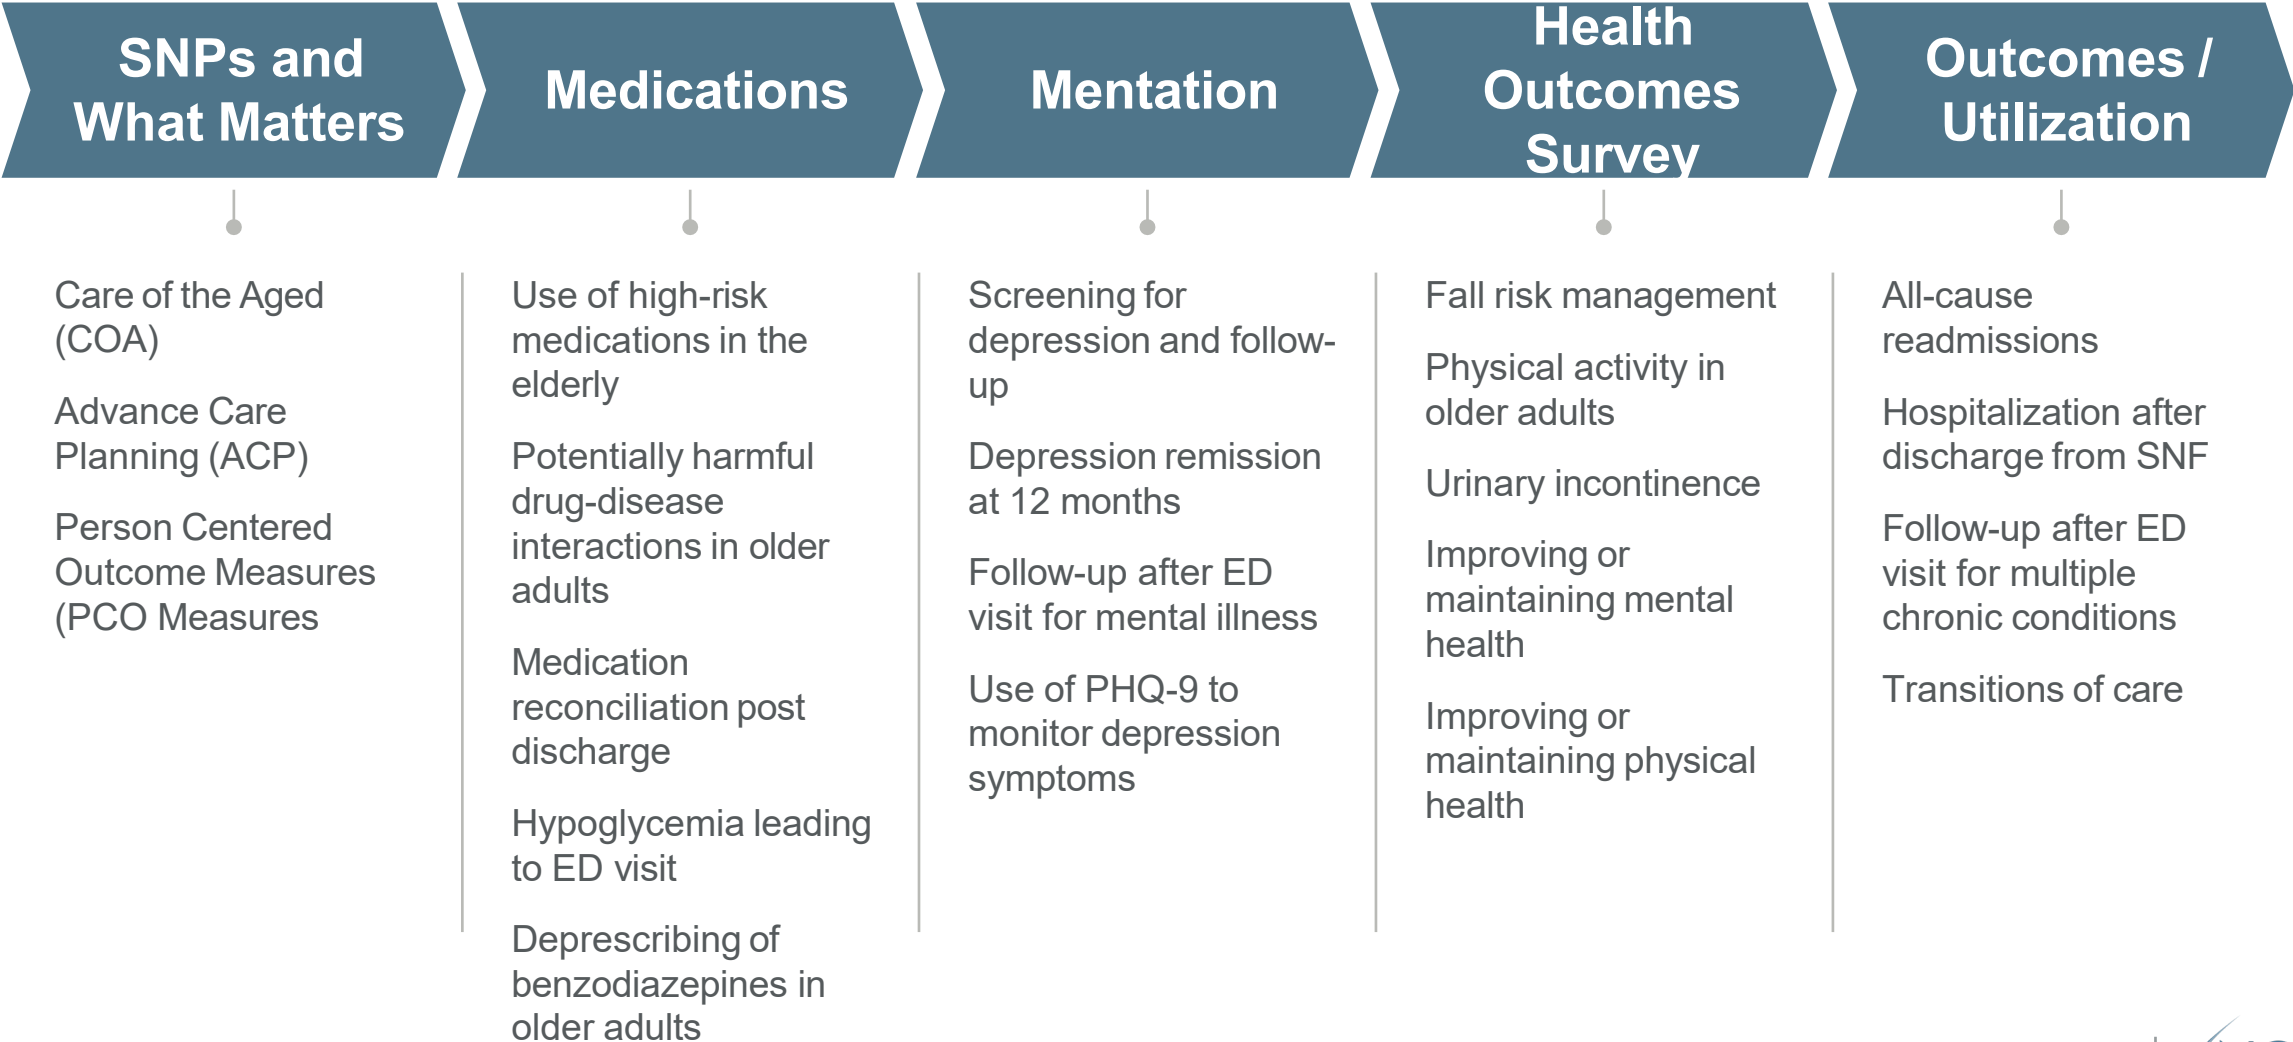 SNPs and
What Matters
Medications
Mentation
Health
Outcomes
Survey
Outcomes /
Utilization
Care of the Aged
(COA)
Advance Care
Planning (ACP)
Person Centered
Outcome Measures
(PCO Measures
Use of high-risk
medications in the
elderly
Potentially harmful
drug-disease
interactions in older
adults
Medication
reconciliation post
discharge
Hypoglycemia leading
to ED visit
Deprescribing of
benzodiazepines in
older adults
Screening for
depression and follow-
up
Depression remission
at 12 months
Follow-up after ED
visit for mental illness
Use of PHQ-9 to
monitor depression
symptoms
Fall risk management
Physical activity in
older adults
Urinary incontinence
Improving or
maintaining mental
health
Improving or
maintaining physical
health
All-cause
readmissions
Hospitalization after
discharge from SNF
Follow-up after ED
visit for multiple
chronic conditions
Transitions of care